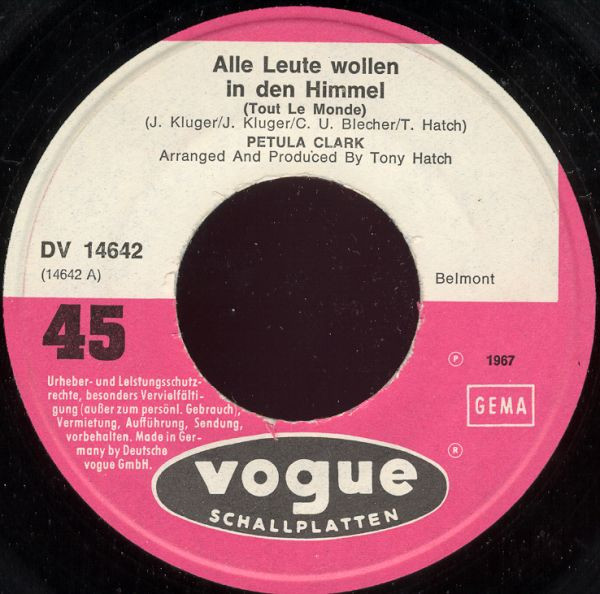 Alle Leute wollen
in den Himmel
(Tout Le Monde)
(J. Kluger/J. Kluger/C. U. Blecher/T. Hatch)
PETULA CLARK
Arranged And Produced By Tony Hatch
DV 14642
(14642 A)
Belmont
45
℗ 1967
GEMA
Urheber- und Leistungsschutz-
rechte, besonders Vervielfälti-
gung (außer zum persönl. Gebrauch),
Vermietung, Aufführung, Sendung,
vorbehalten. Made in Ger-
many by Deutsche
vogue GmbH.
®
vogue
SCHALLPLATTEN